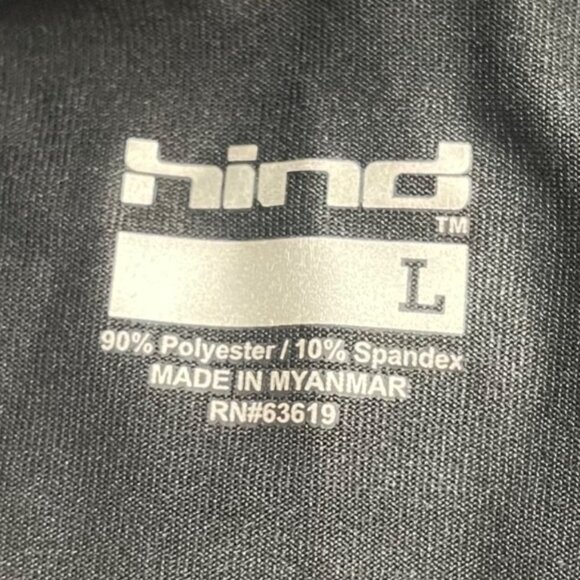 hind
TM
L
90% Polyester / 10% Spandex
MADE IN MYANMAR
RN#63619